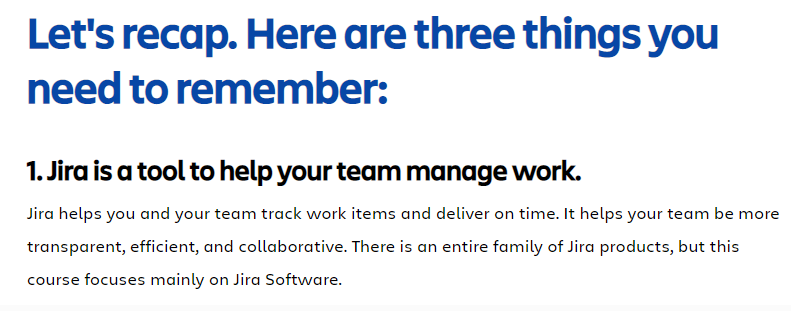 Let's recap. Here are three things you
need to remember:
1. Jira is a tool to help your team manage work.
Jira helps you and your team track work items and deliver on time. It helps your team be more
transparent, efficient, and collaborative. There is an entire family of Jira products, but this
course focuses mainly on Jira Software.